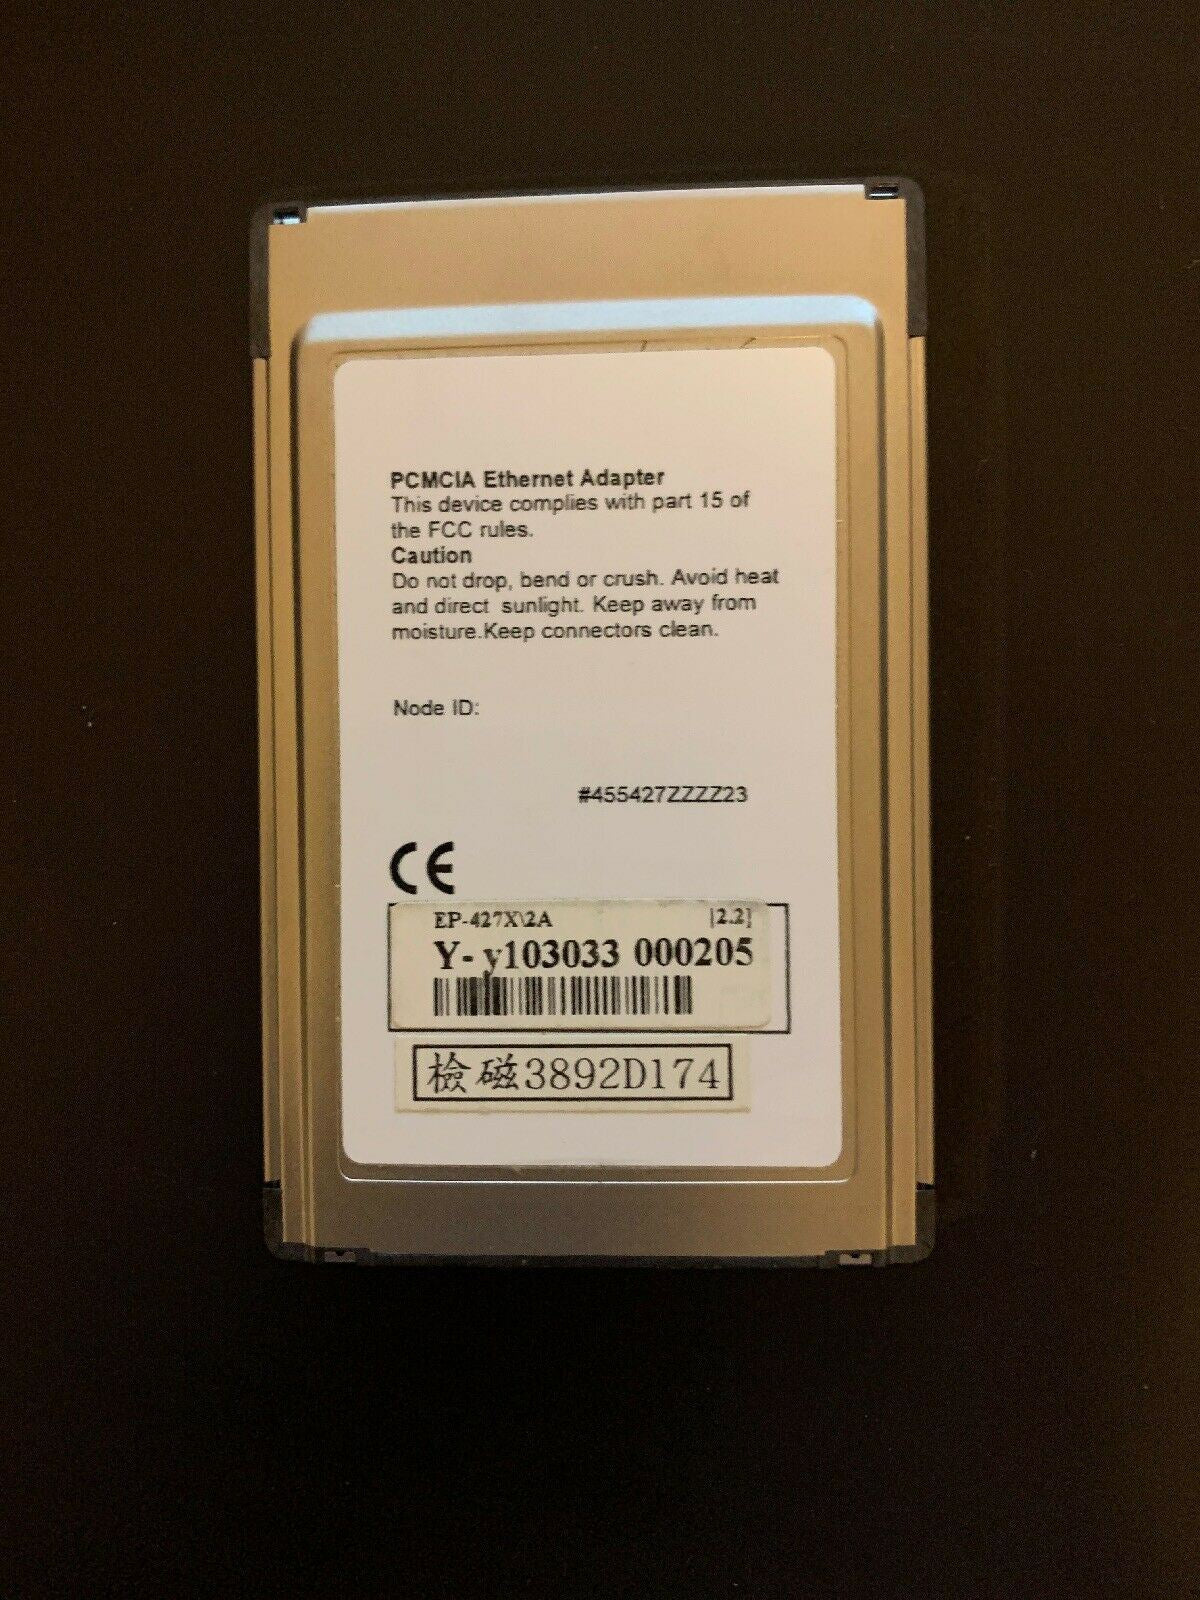 PCMCIA Ethernet Adapter
This device complies with part 15 of
the FCC rules.
Caution
Do not drop, bend or crush. Avoid heat
and direct sunlight. Keep away from
moisture.Keep connectors clean.
Node ID:
#455427ZZZZ23
CE
EP-427X\2A [2.2]
Y- y103033 000205
檢磁3892D174